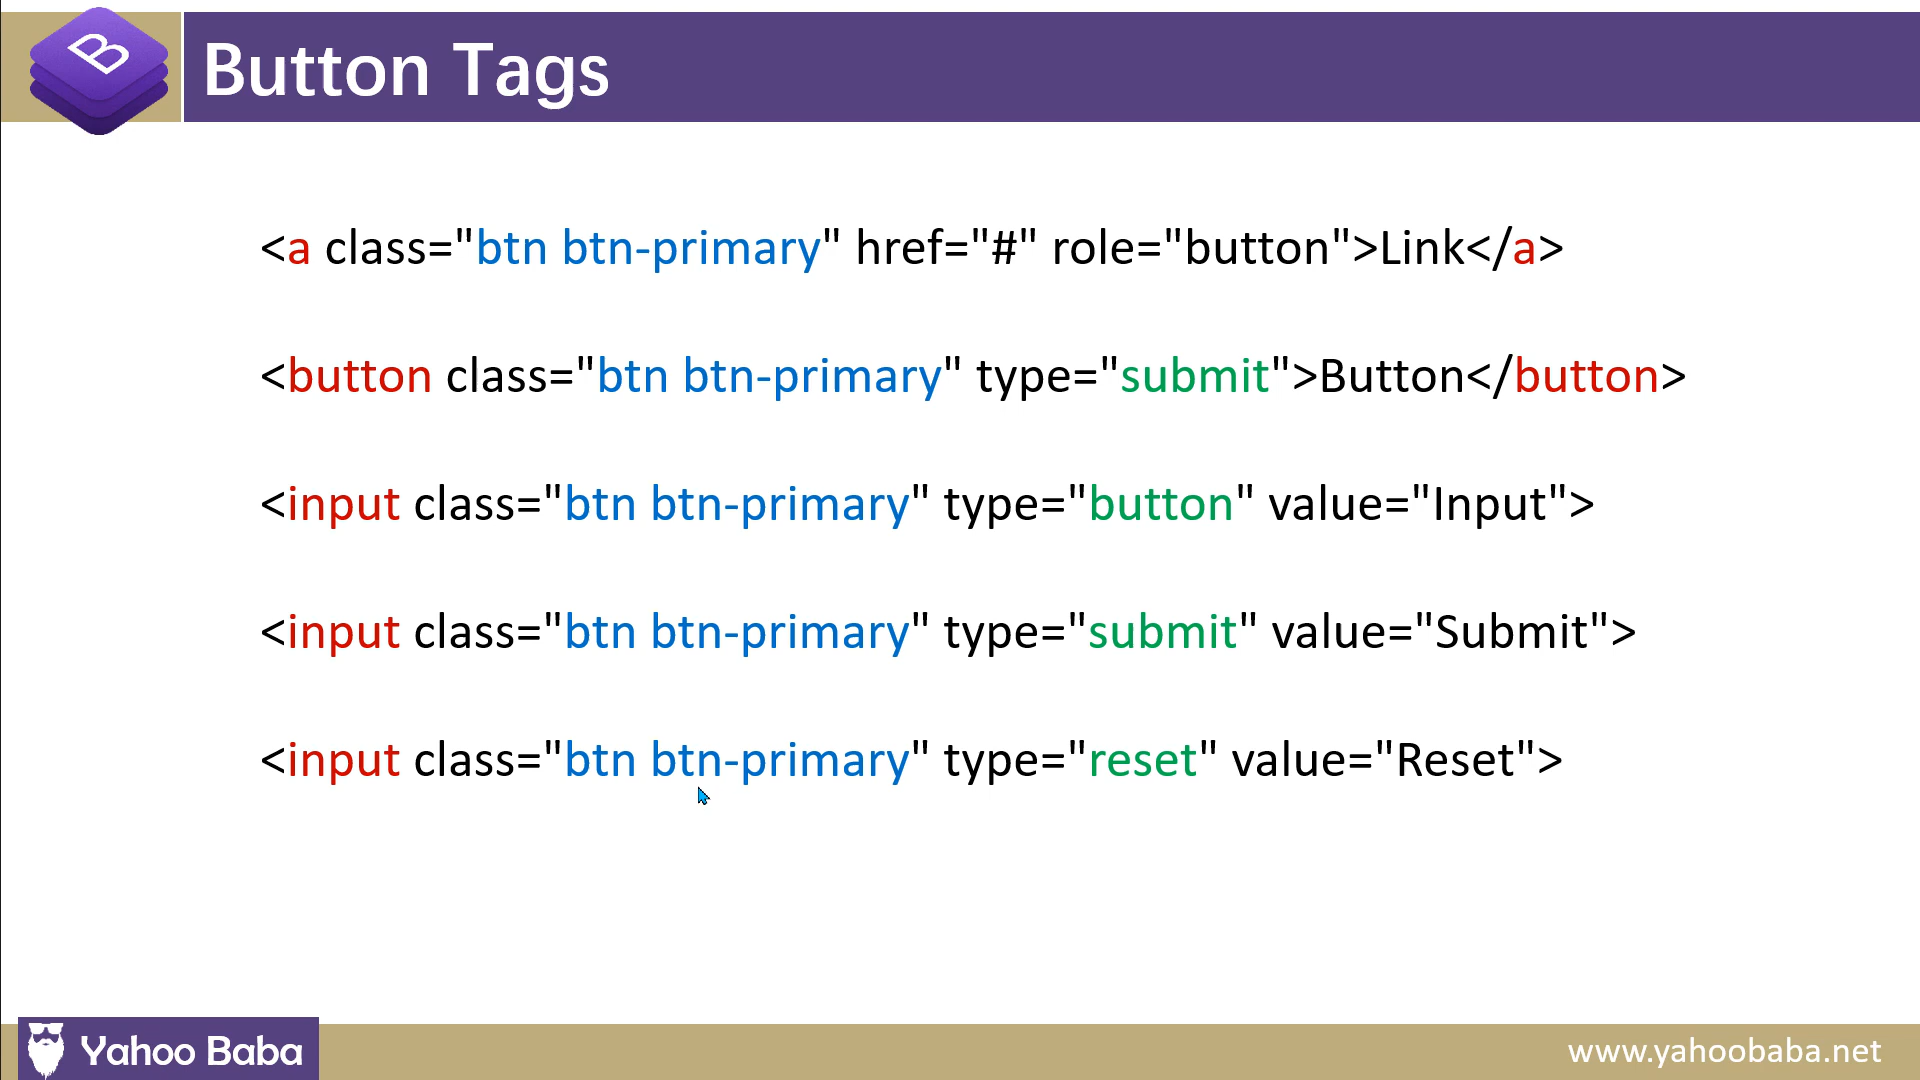 B
Button Tags
<a class="btn btn-primary" href="#" role="button">Link</a>
<button class="btn btn-primary" type="submit">Button</button>
<input class="btn btn-primary" type="button" value="Input">
<input class="btn btn-primary" type="submit" value="Submit">
<input class="btn btn-primary" type="reset" value="Reset">
Yahoo Baba
www.yahoobaba.net